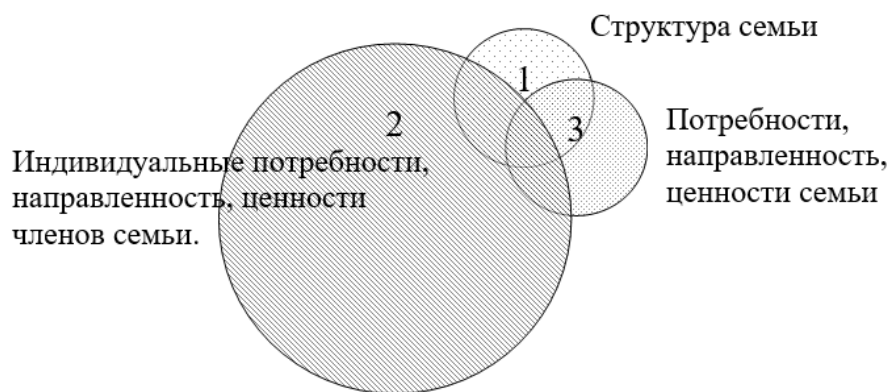 Структура семьи
1
2
3
Потребности,
направленность,
ценности семьи
Индивидуальные потребности,
направленность, ценности
членов семьи.